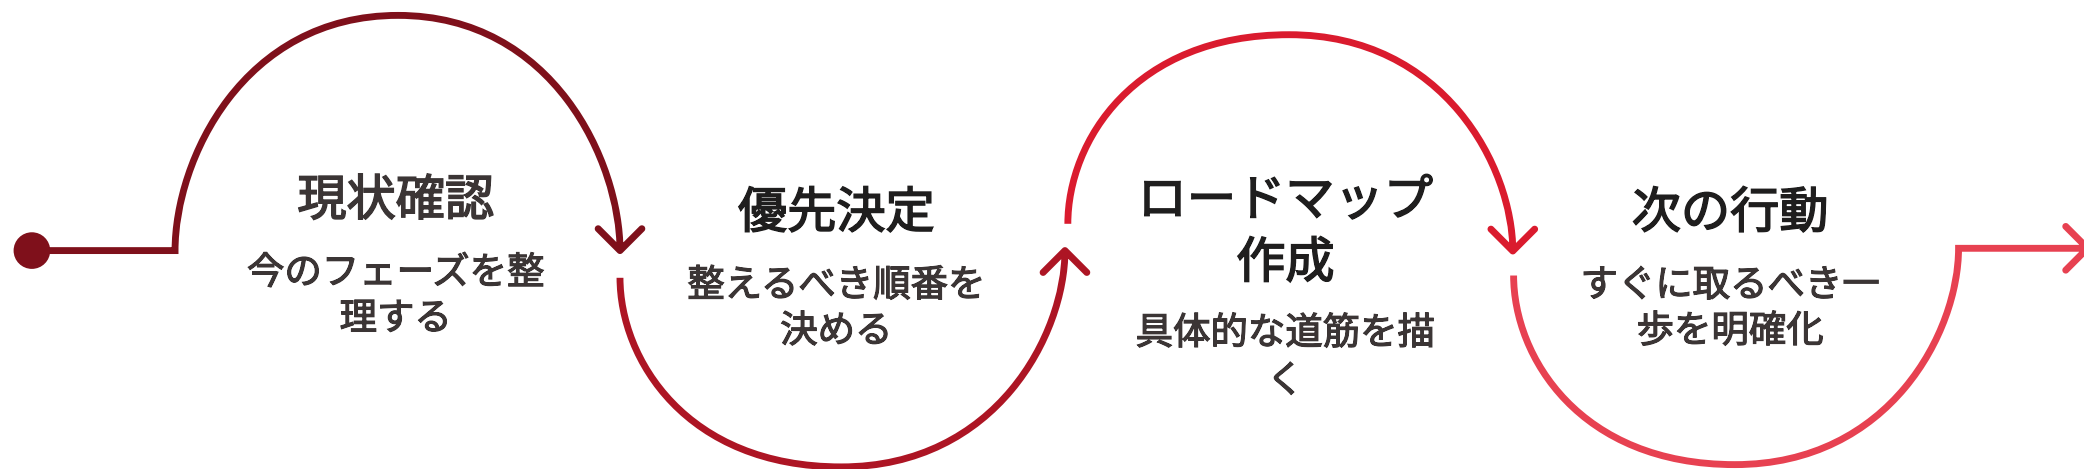 現状確認
今のフェーズを整
理する
優先決定
整えるべき順番を
決める
ロードマップ
作成
具体的な道筋を描
く
次の行動
すぐに取るべき一
歩を明確化